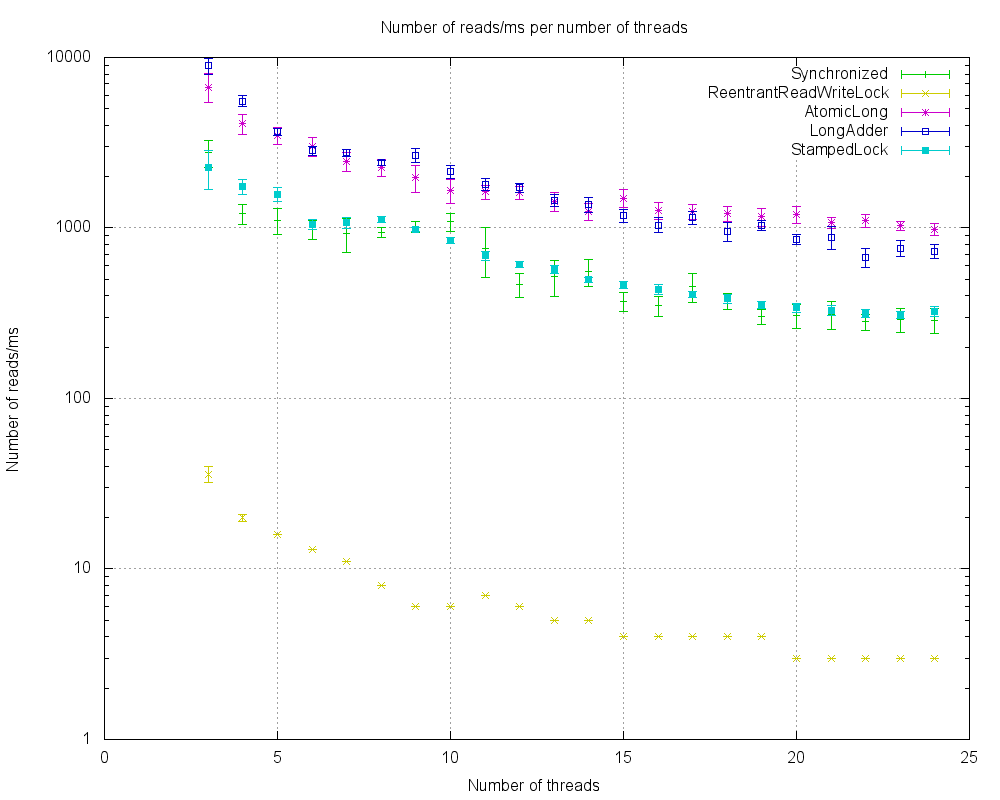 Number of reads/ms per number of threads
10000
1000
100
10
1
Number of reads/ms
Synchronized
ReentrantReadWriteLock
AtomicLong
LongAdder
StampedLock
0 5 10 15 20 25
Number of threads